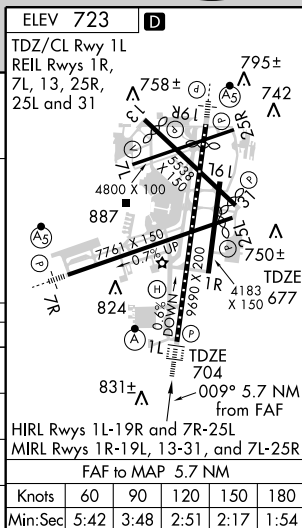 ELEV 723 D
TDZ/CL Rwy 1L
REIL Rwys 1R,
7L, 13, 25R,
25L and 31
795±
A5
758±
742
P
19R
13
P
25R
V
7L
5538 X 150
P
4800 X 100
19L
31
887
25L
P
A5
P
7761 X 150
0.7% UP
750±
TDZE
677
7R
H
1R
4183
X 150
824
0.6% DOWN
9690 X 200
P
A
1L
TDZE
704
831±
009° 5.7 NM
from FAF
HIRL Rwys 1L-19R and 7R-25L
MIRL Rwys 1R-19L, 13-31, and 7L-25R
FAF to MAP 5.7 NM
Knots 60 90 120 150 180
Min:Sec 5:42 3:48 2:51 2:17 1:54